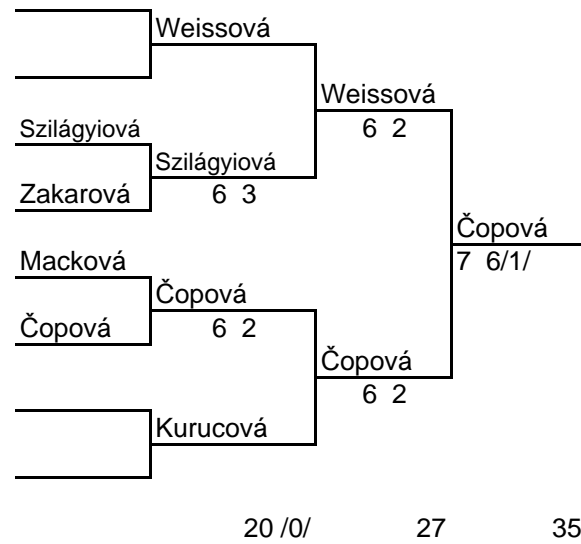 Weissová
Weissová
6 2
Szilágyiová
Szilágyiová
6 3
Zakarová
Čopová
7 6/1/
Macková
Čopová
6 2
Čopová
Čopová
6 2
Kurucová
20 /0/ 27 35